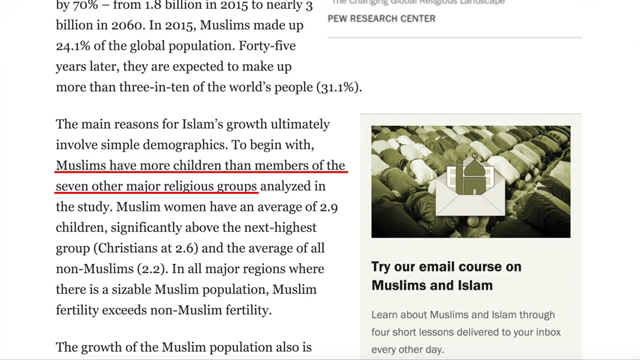 by 70% – from 1.8 billion in 2015 to nearly 3
billion in 2060. In 2015, Muslims made up
24.1% of the global population. Forty-five
years later, they are expected to make up
more than three-in-ten of the world's people (31.1%).
The main reasons for Islam's growth ultimately
involve simple demographics. To begin with,
Muslims have more children than members of the
seven other major religious groups analyzed in
the study. Muslim women have an average of 2.9
children, significantly above the next-highest
group (Christians at 2.6) and the average of all
non-Muslims (2.2). In all major regions where
there is a sizable Muslim population, Muslim
fertility exceeds non-Muslim fertility.
The growth of the Muslim population also is
"The Changing Global Religious Landscape"
PEW RESEARCH CENTER
Try our email course on
Muslims and Islam
Learn about Muslims and Islam through
four short lessons delivered to your inbox
every other day.